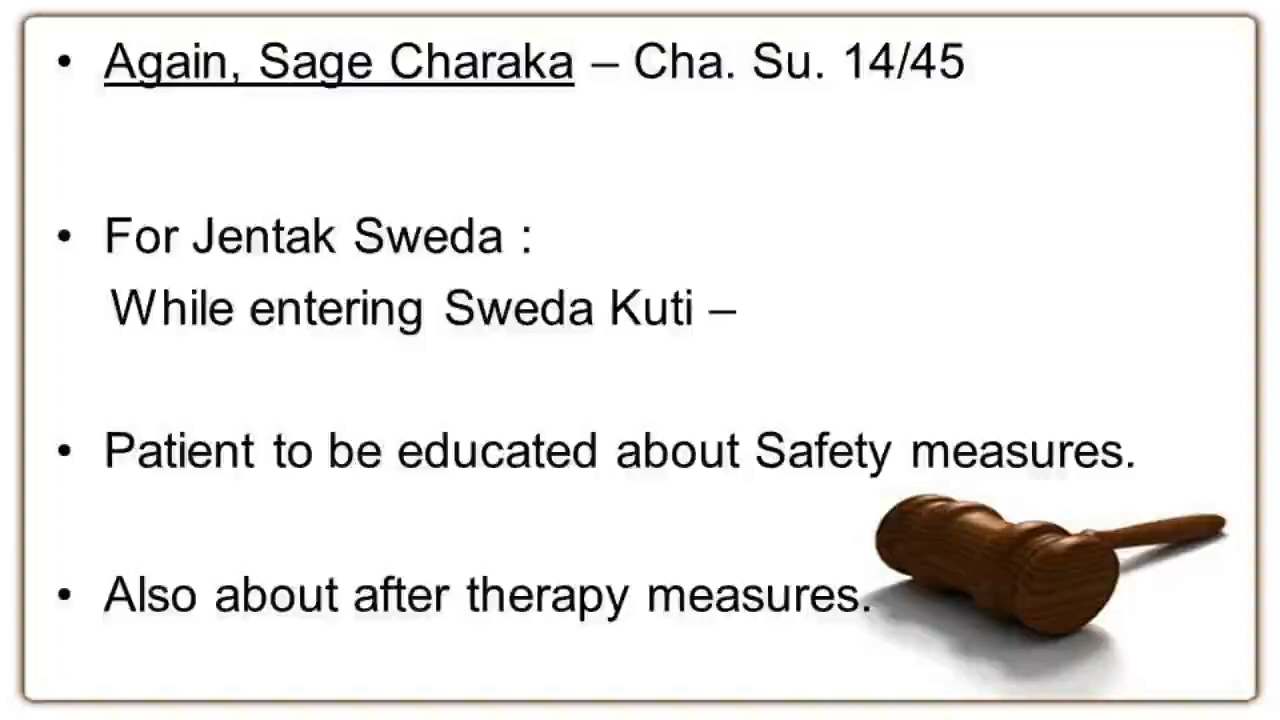 • Again, Sage Charaka – Cha. Su. 14/45
• For Jentak Sweda :
While entering Sweda Kuti –
• Patient to be educated about Safety measures.
• Also about after therapy measures.